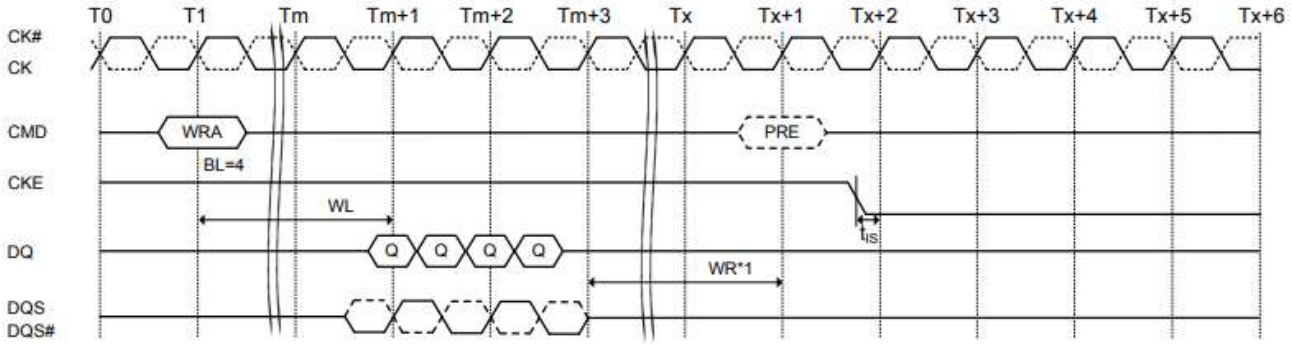 T0 T1 Tm Tm+1 Tm+2 Tm+3 Tx Tx+1 Tx+2 Tx+3 Tx+4 Tx+5 Tx+6
CK#
CK
CMD WRA PRE
BL=4
CKE
WL
tIS
DQ Q Q Q Q
WR*1
DQS
DQS#